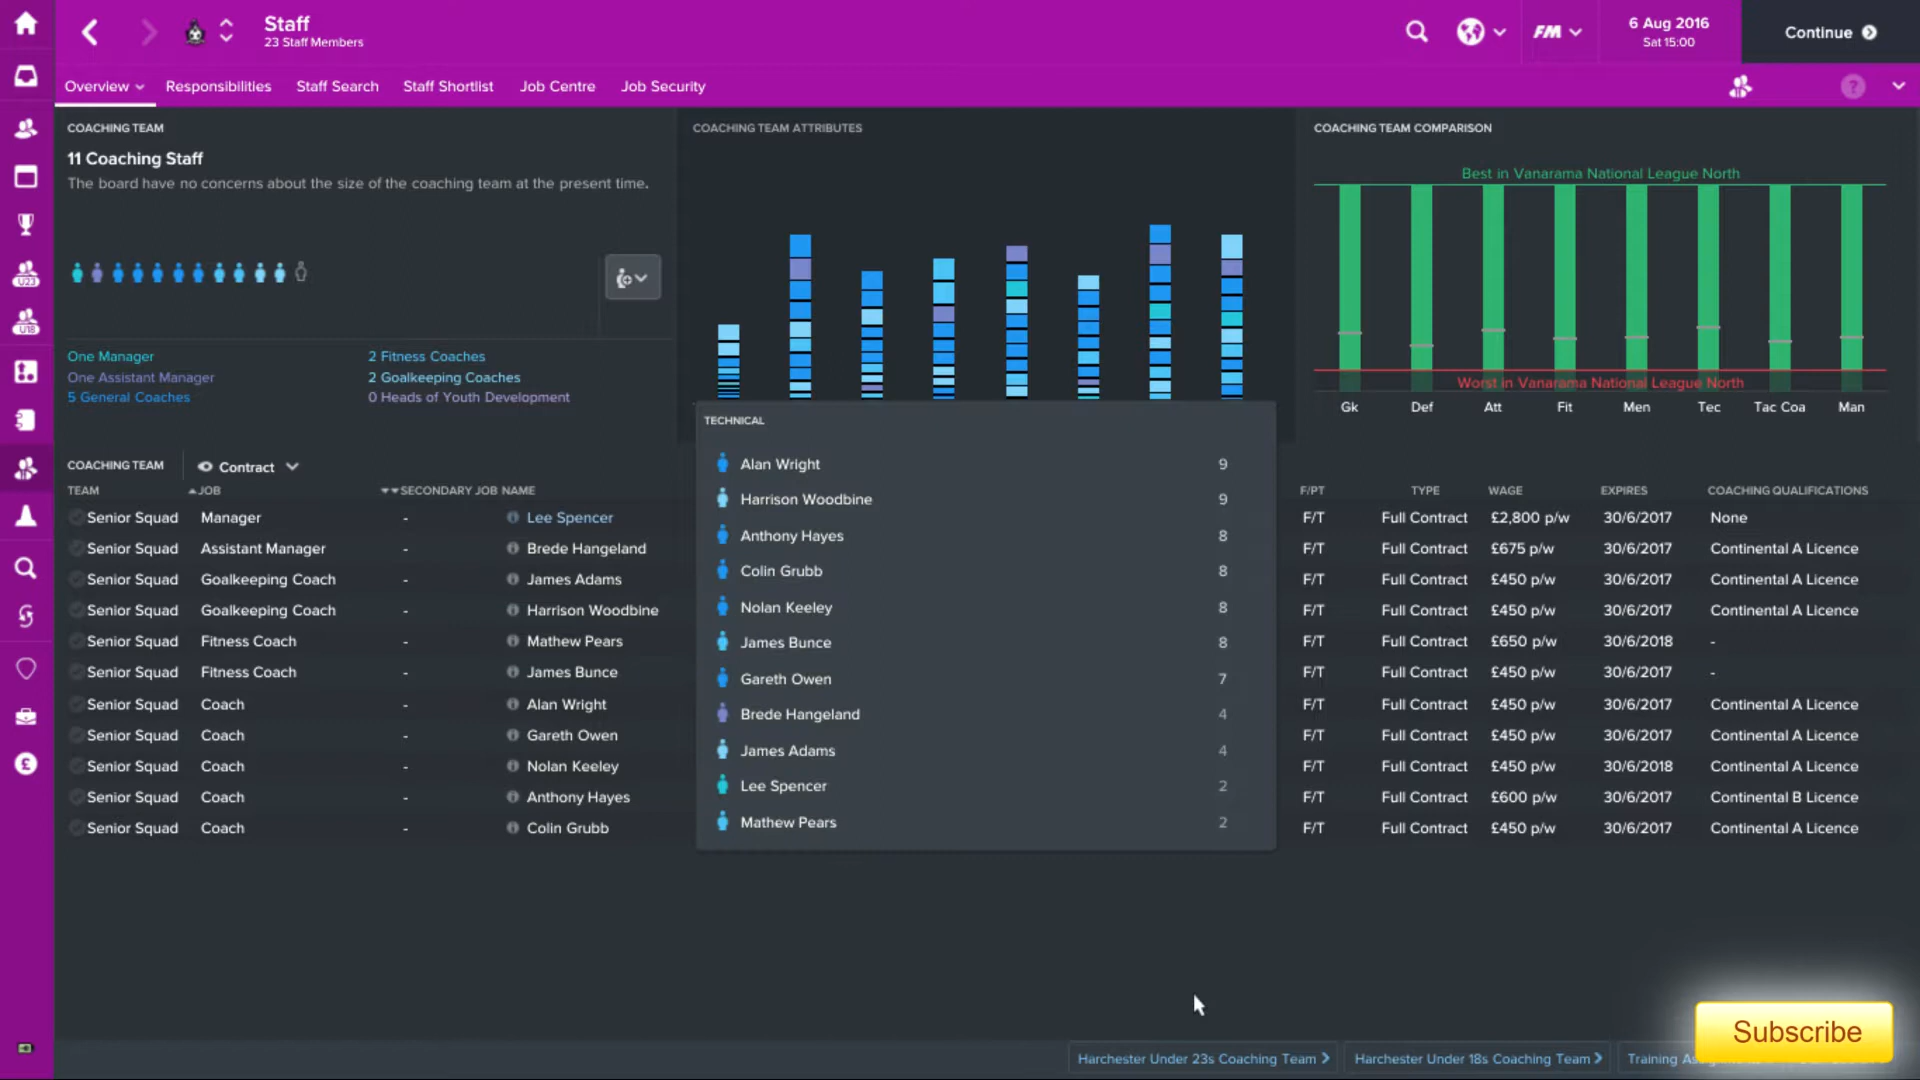 Staff
23 Staff Members
FM
6 Aug 2016
Sat 15:00
Continue
Overview Responsibilities Staff Search Staff Shortlist Job Centre Job Security
?
COACHING TEAM
11 Coaching Staff
The board have no concerns about the size of the coaching team at the present time.
One Manager
One Assistant Manager
5 General Coaches
2 Fitness Coaches
2 Goalkeeping Coaches
0 Heads of Youth Development
COACHING TEAM ATTRIBUTES
COACHING TEAM COMPARISON
Best in Vanarama National League North
Worst in Vanarama National League North
Gk Def Att Fit Men Tec Tac Coa Man
U23
U18
TECHNICAL
Alan Wright 9
Harrison Woodbine 9
Anthony Hayes 8
Colin Grubb 8
Nolan Keeley 8
James Bunce 8
Gareth Owen 7
Brede Hangeland 4
James Adams 4
Lee Spencer 2
Mathew Pears 2
COACHING TEAM Contract
TEAM JOB SECONDARY JOB NAME F/PT TYPE WAGE EXPIRES COACHING QUALIFICATIONS
Senior Squad Manager - Lee Spencer F/T Full Contract £2,800 p/w 30/6/2017 None
Senior Squad Assistant Manager - Brede Hangeland F/T Full Contract £675 p/w 30/6/2017 Continental A Licence
Senior Squad Goalkeeping Coach - James Adams F/T Full Contract £450 p/w 30/6/2017 Continental A Licence
Senior Squad Goalkeeping Coach - Harrison Woodbine F/T Full Contract £450 p/w 30/6/2017 Continental A Licence
Senior Squad Fitness Coach - Mathew Pears F/T Full Contract £650 p/w 30/6/2018 -
Senior Squad Fitness Coach - James Bunce F/T Full Contract £450 p/w 30/6/2017 -
Senior Squad Coach - Alan Wright F/T Full Contract £450 p/w 30/6/2017 Continental A Licence
Senior Squad Coach - Gareth Owen F/T Full Contract £450 p/w 30/6/2017 Continental A Licence
Senior Squad Coach - Nolan Keeley F/T Full Contract £450 p/w 30/6/2018 Continental A Licence
Senior Squad Coach - Anthony Hayes F/T Full Contract £600 p/w 30/6/2017 Continental B Licence
Senior Squad Coach - Colin Grubb F/T Full Contract £450 p/w 30/6/2017 Continental A Licence
Harchester Under 23s Coaching Team Harchester Under 18s Coaching Team Training
Subscribe